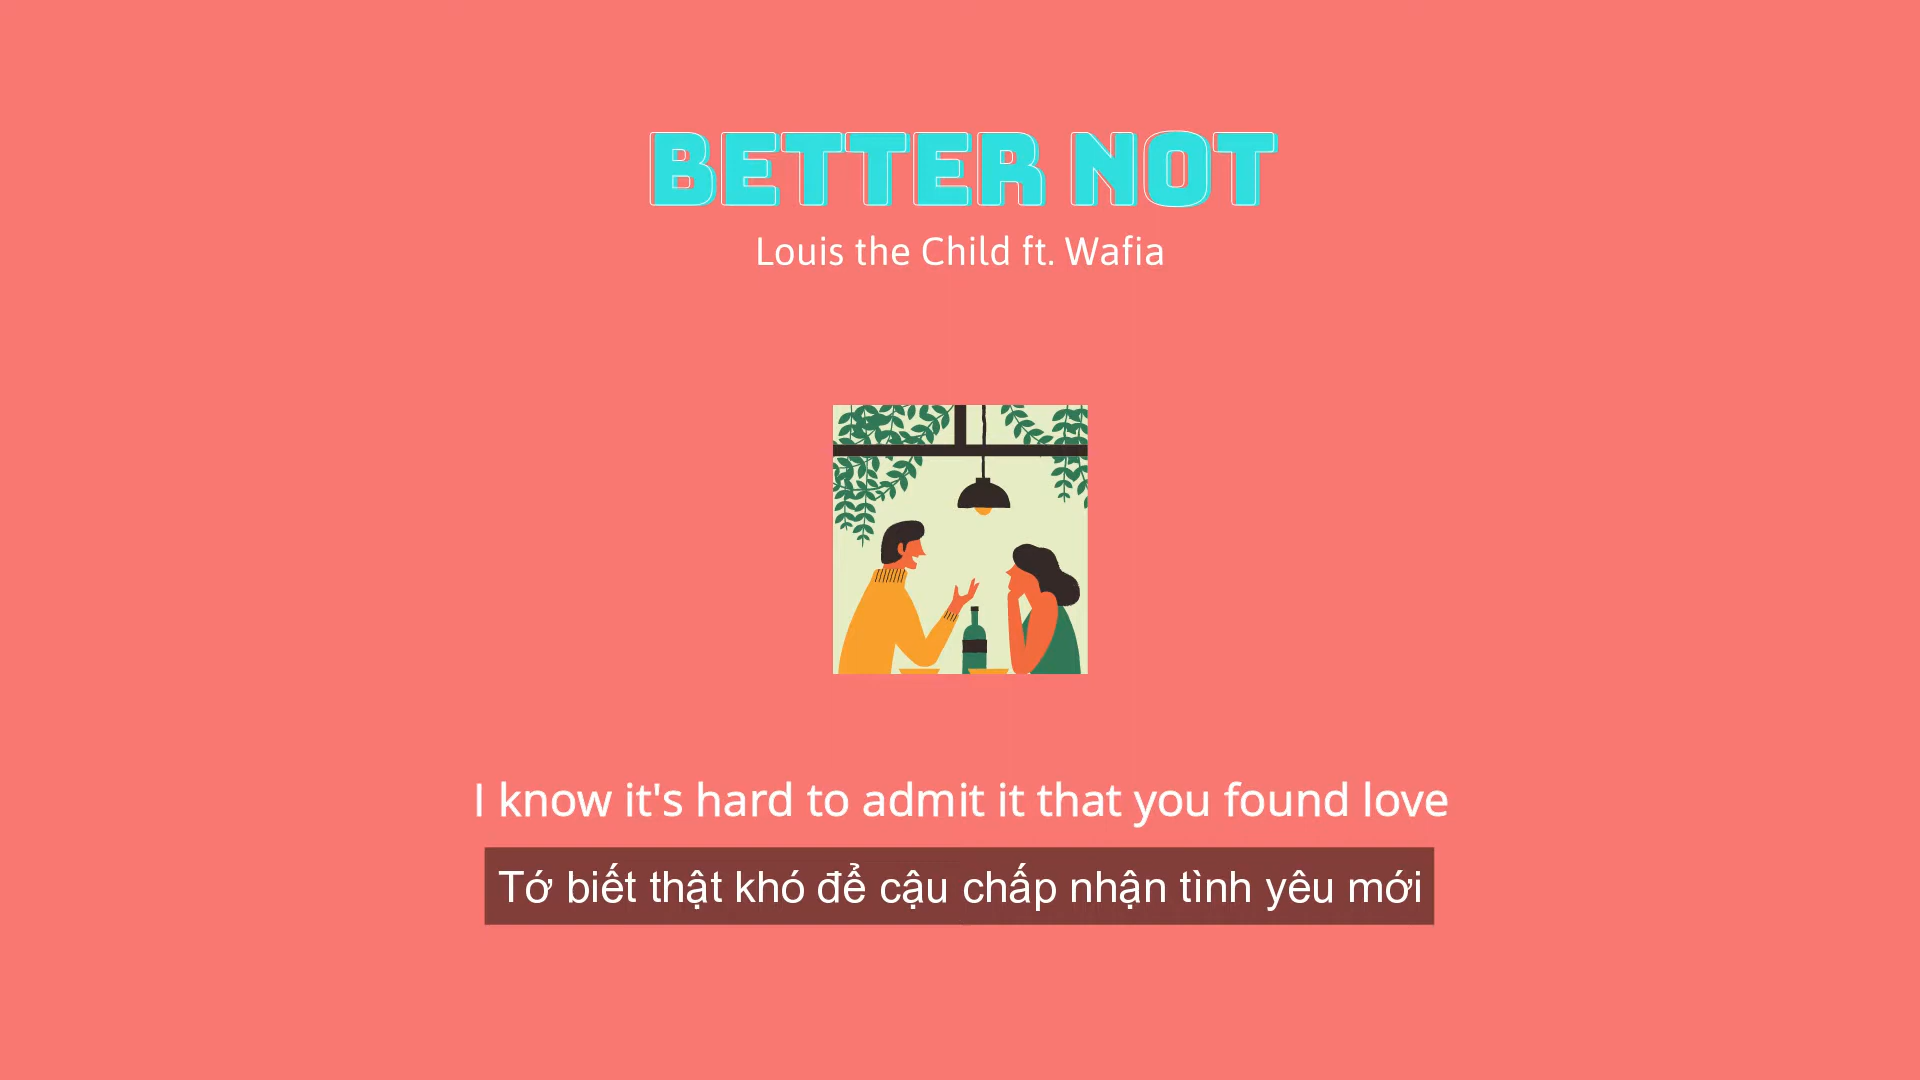 BETTER NOT
Louis the Child ft. Wafia
I know it's hard to admit it that you found love
Tớ biết thật khó để cậu chấp nhận tình yêu mới